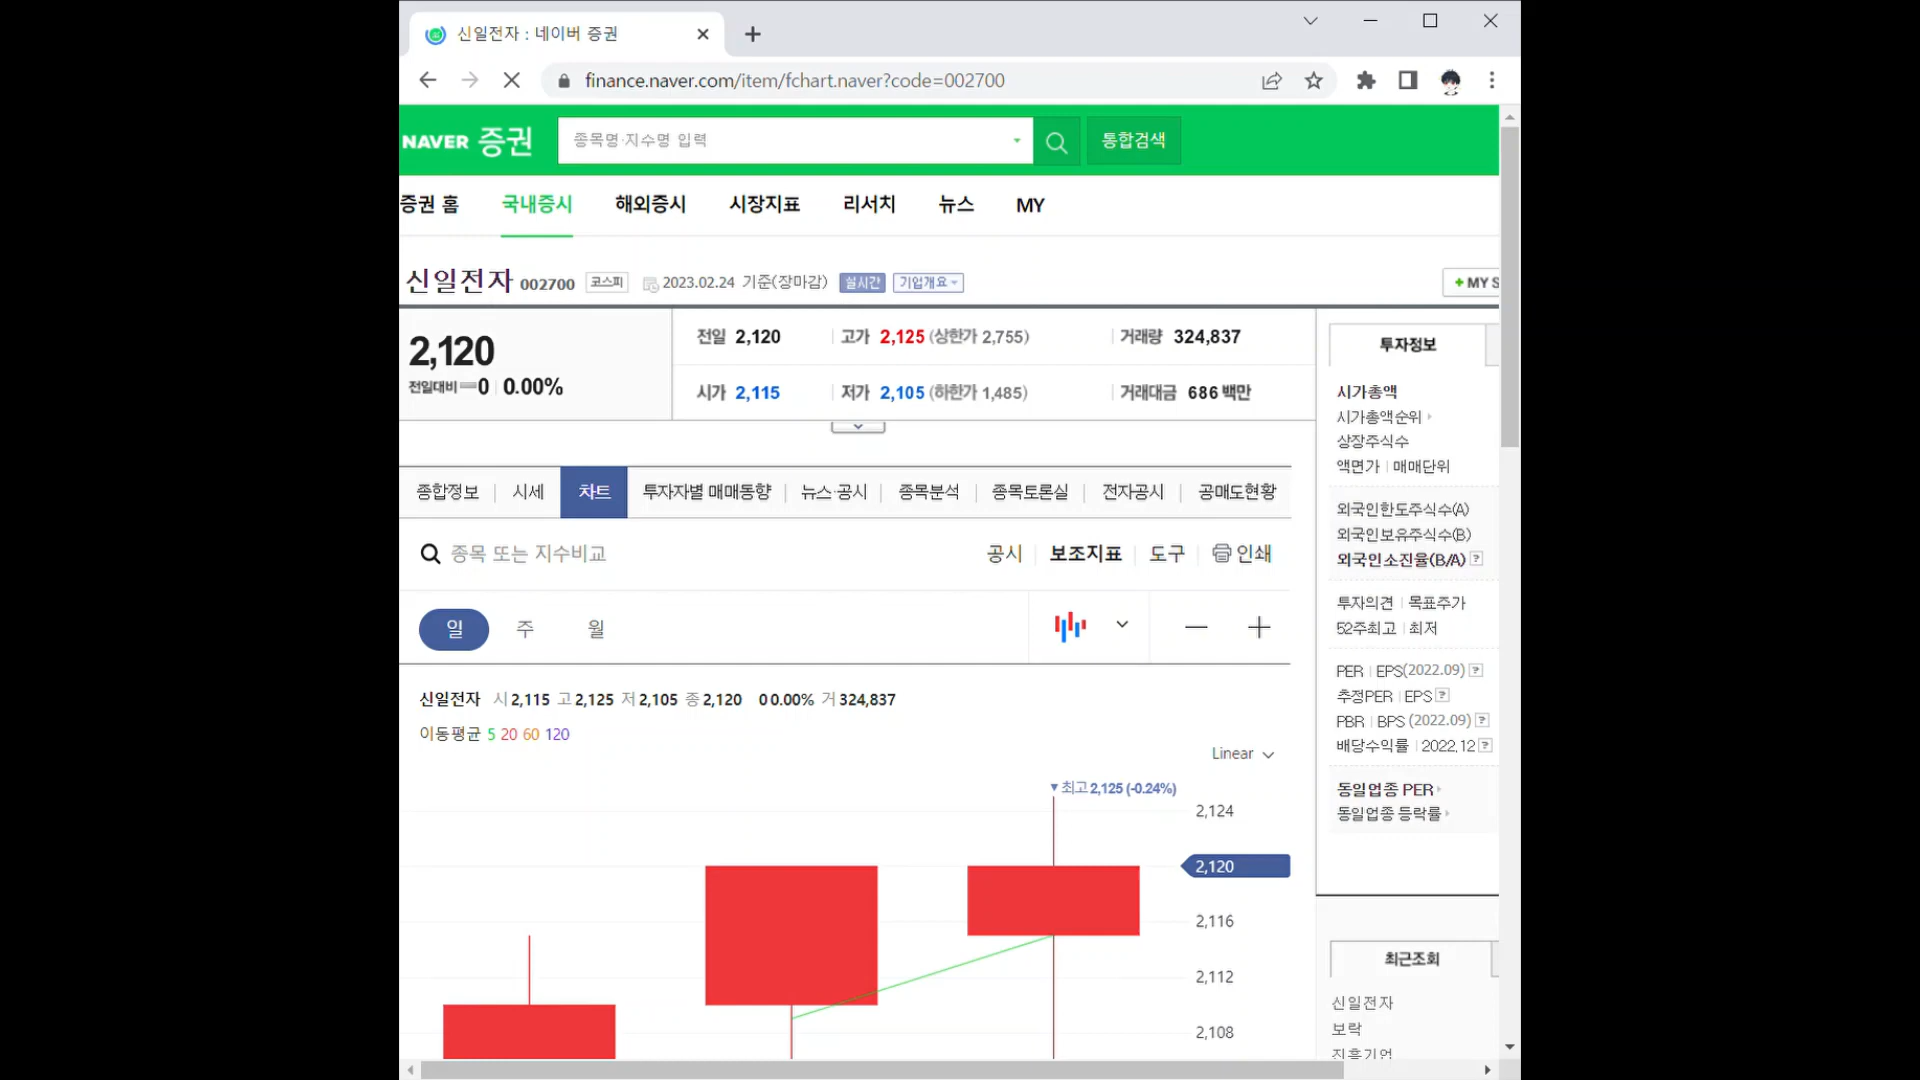 신일전자 : 네이버 증권
finance.naver.com/item/fchart.naver?code=002700
NAVER 증권
종목명·지수명 입력
통합검색
증권 홈 국내증시 해외증시 시장지표 리서치 뉴스 MY
신일전자 002700 코스피 2023.02.24 기준(장마감) 실시간 기업개요
+ MY S
2,120
전일대비 0 0.00%
전일 2,120 고가 2,125 (상한가 2,755) 거래량 324,837
시가 2,115 저가 2,105 (하한가 1,485) 거래대금 686 백만
투자정보
시가총액
시가총액순위
상장주식수
액면가 | 매매단위
외국인한도주식수(A)
외국인보유주식수(B)
외국인소진율(B/A) ?
투자의견 | 목표주가
52주최고 | 최저
PER | EPS(2022.09) ?
추정PER | EPS ?
PBR | BPS (2022.09) ?
배당수익률 | 2022.12 ?
동일업종 PER
동일업종 등락률
최근조회
신일전자
보락
진흥기업
종합정보 시세 차트 투자자별 매매동향 뉴스·공시 종목분석 종목토론실 전자공시 공매도현황
종목 또는 지수비교 공시 보조지표 도구 인쇄
일 주 월
신일전자 시 2,115 고 2,125 저 2,105 종 2,120 0 0.00% 거 324,837
이동평균 5 20 60 120
Linear
최고 2,125 (-0.24%)
2,124
2,120
2,116
2,112
2,108